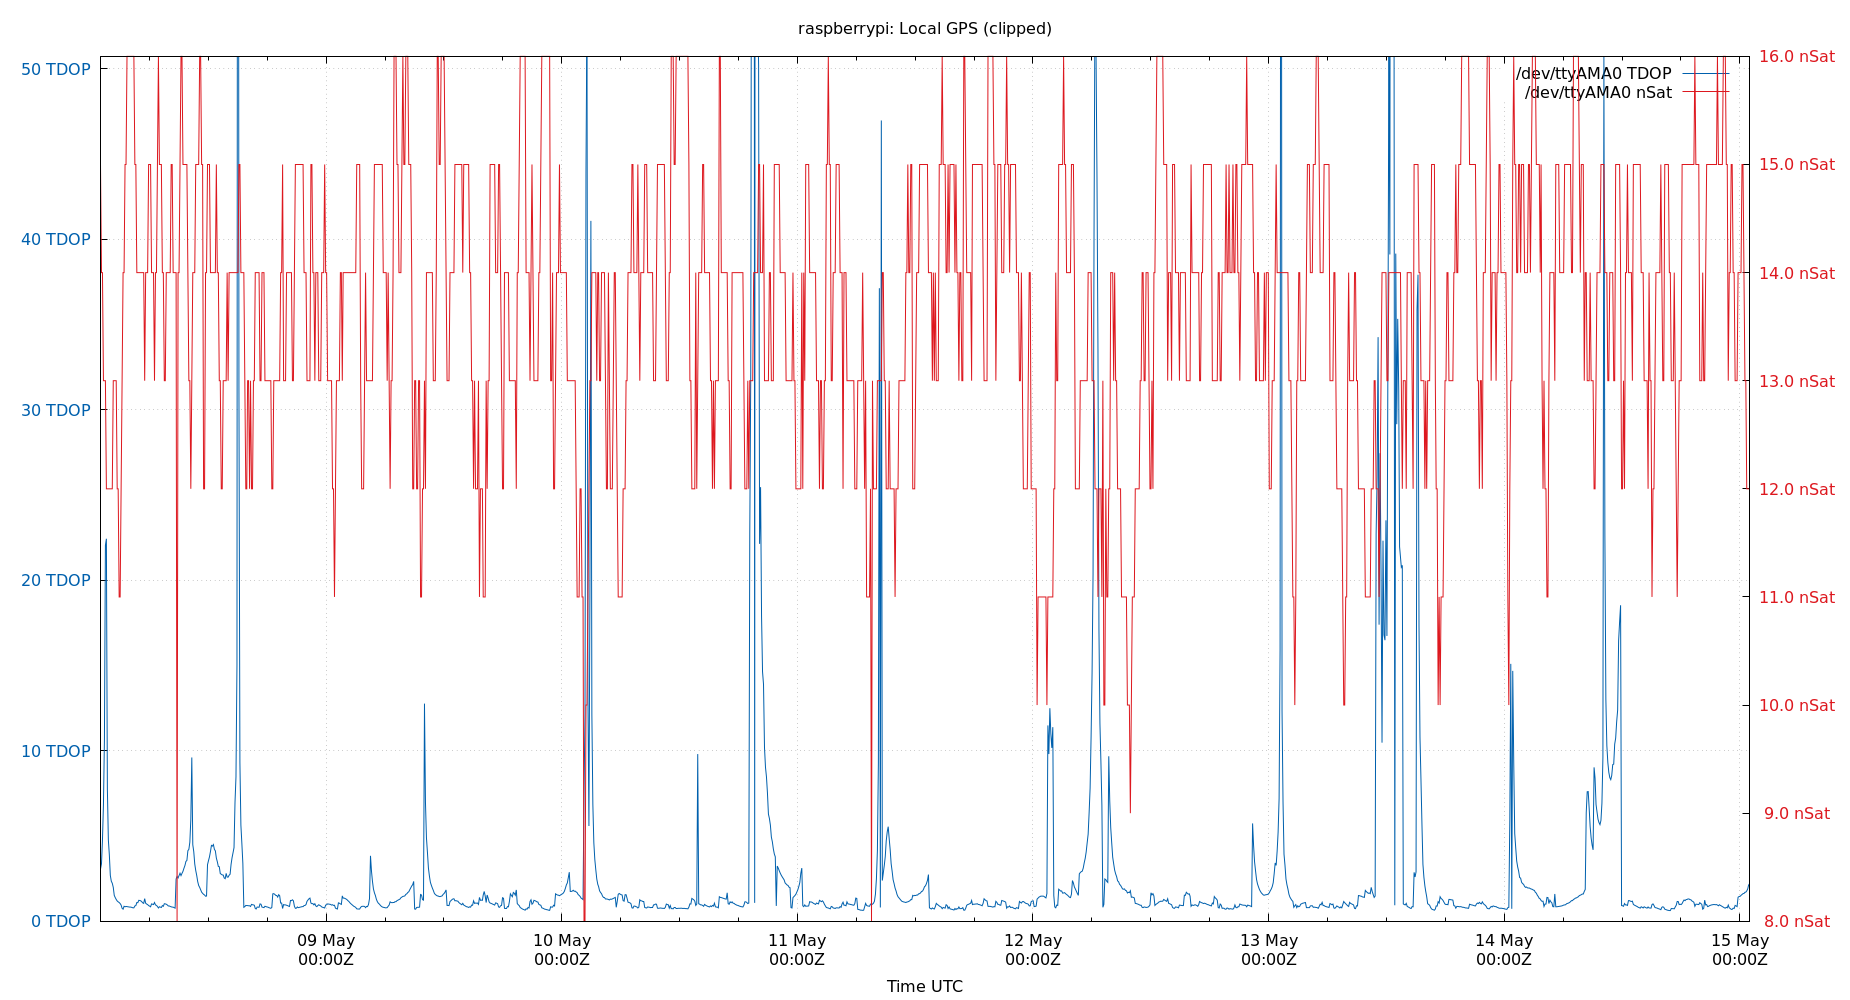 raspberrypi: Local GPS (clipped)
50 TDOP
40 TDOP
30 TDOP
20 TDOP
10 TDOP
0 TDOP
/dev/ttyAMA0 TDOP
/dev/ttyAMA0 nSat
16.0 nSat
15.0 nSat
14.0 nSat
13.0 nSat
12.0 nSat
11.0 nSat
10.0 nSat
9.0 nSat
8.0 nSat
09 May
00:00Z
10 May
00:00Z
11 May
00:00Z
12 May
00:00Z
13 May
00:00Z
14 May
00:00Z
15 May
00:00Z
Time UTC